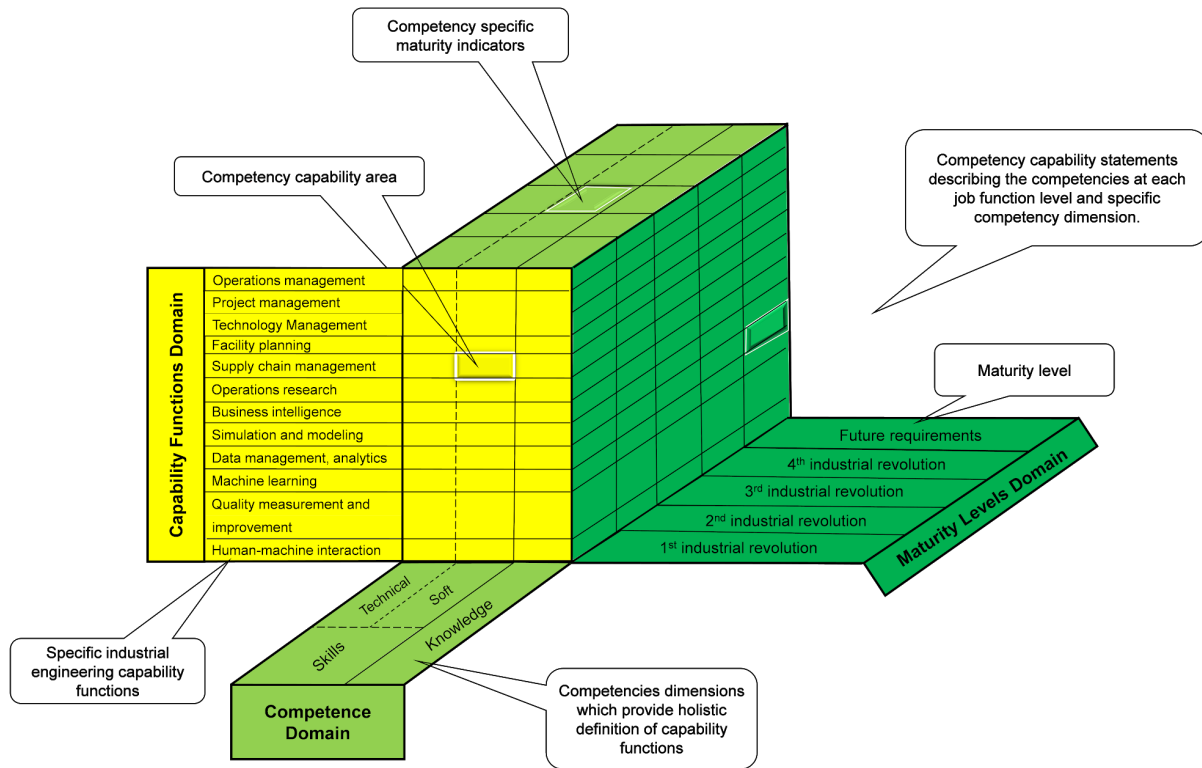 Competency specific
maturity indicators
Competency capability area
Competency capability statements
describing the competencies at each
job function level and specific
competency dimension.
Capability Functions Domain
Operations management
Project management
Technology Management
Facility planning
Supply chain management
Operations research
Business intelligence
Simulation and modeling
Data management, analytics
Machine learning
Quality measurement and
improvement
Human-machine interaction
Maturity level
Future requirements
4th industrial revolution
3rd industrial revolution
2nd industrial revolution
1st industrial revolution
Maturity Levels Domain
Technical
Soft
Skills
Knowledge
Specific industrial
engineering capability
functions
Competence
Domain
Competencies dimensions
which provide holistic
definition of capability
functions